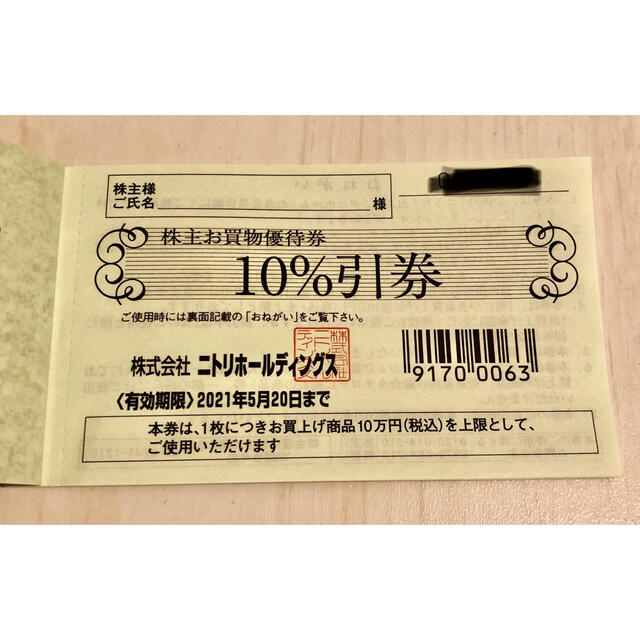 株主様
ご氏名 様
株主お買物優待券
10%引券
ご使用時には裏面記載の「おねがい」をご覧下さい。
株式会社 ニトリホールディングス
〈有効期限〉2021年5月20日まで
9170 0063
本券は、1枚につきお買上げ商品10万円(税込)を上限として、
ご使用いただけます